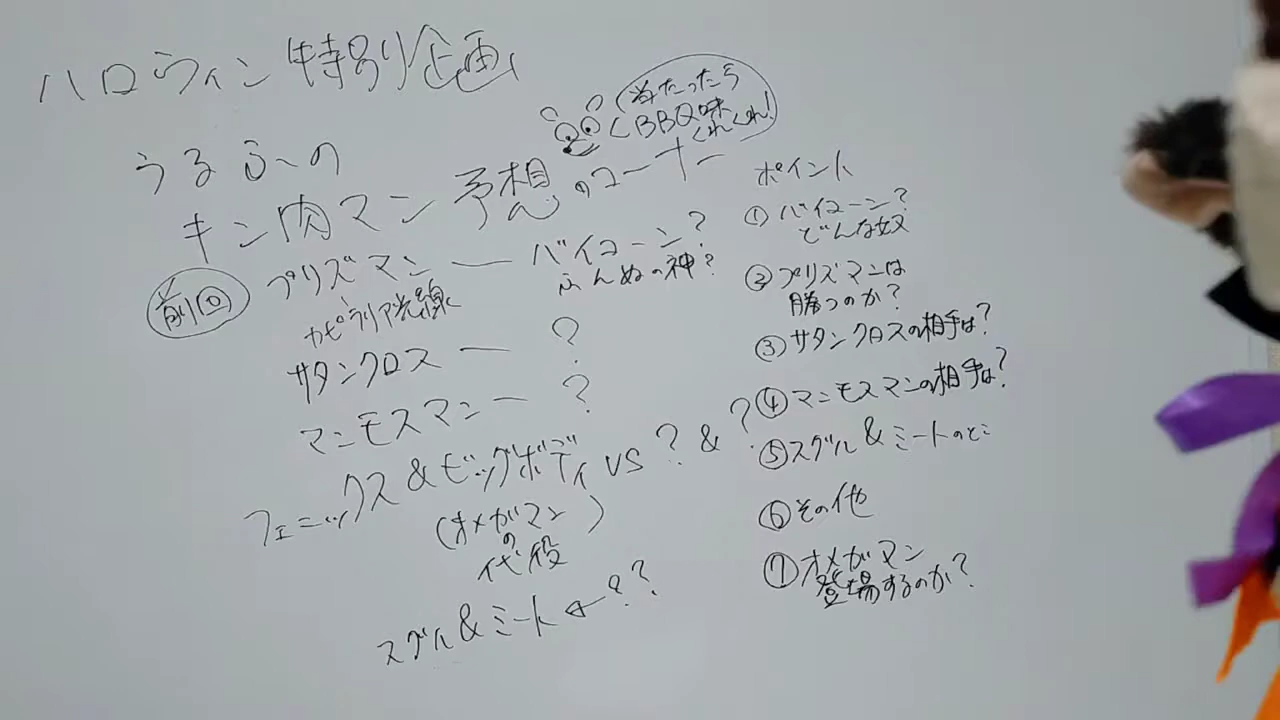 ハロウィン特別企画
うるふ〜の
キン肉マン予想のコーナー
当たったら
BBQ味
くれくれ!
前回
プリズマン — バイコーン?
カピラリア光線
ふんぬの神?
サタンクロス — ?
マンモスマン — ?
フェニックス&ビッグボディ VS ?&?
(オメガマン
の
代役)
スグル&ミート ← ??
ポイント
①バイコーン?
どんな奴
②プリズマンは
勝つのか?
③サタンクロスの相手は?
④マンモスマンの相手は?
⑤スグル&ミートのとこ
⑥その他
⑦オメガマン
登場するのか?